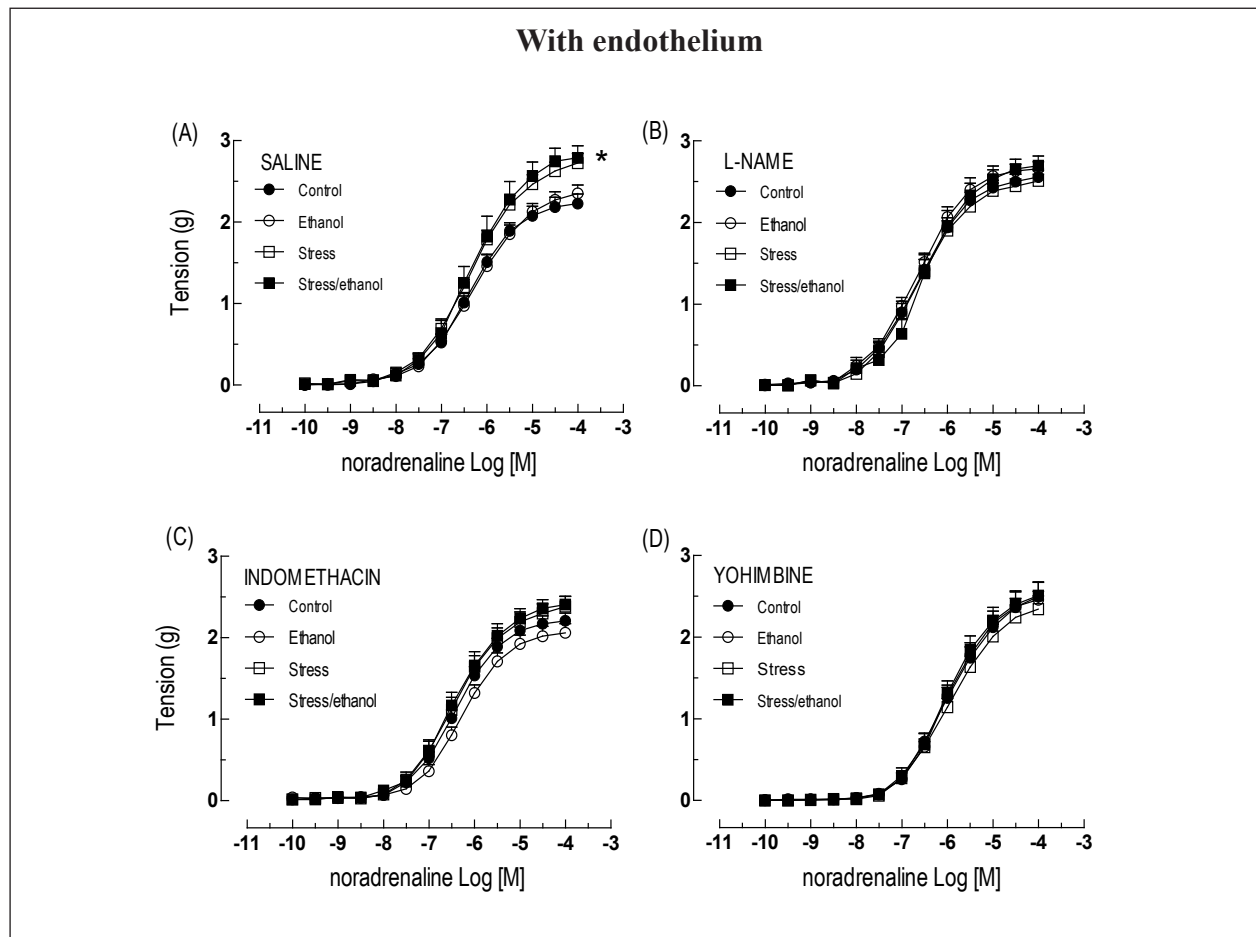 With endothelium
(A)
SALINE
Control
Ethanol
Stress
Stress/ethanol
*
Tension (g)
3
2
1
0
-11 -10 -9 -8 -7 -6 -5 -4 -3
noradrenaline Log [M]
(B)
L-NAME
Control
Ethanol
Stress
Stress/ethanol
3
2
1
0
-11 -10 -9 -8 -7 -6 -5 -4 -3
noradrenaline Log [M]
(C)
INDOMETHACIN
Control
Ethanol
Stress
Stress/ethanol
Tension (g)
3
2
1
0
-11 -10 -9 -8 -7 -6 -5 -4 -3
noradrenaline Log [M]
(D)
YOHIMBINE
Control
Ethanol
Stress
Stress/ethanol
3
2
1
0
-11 -10 -9 -8 -7 -6 -5 -4 -3
noradrenaline Log [M]